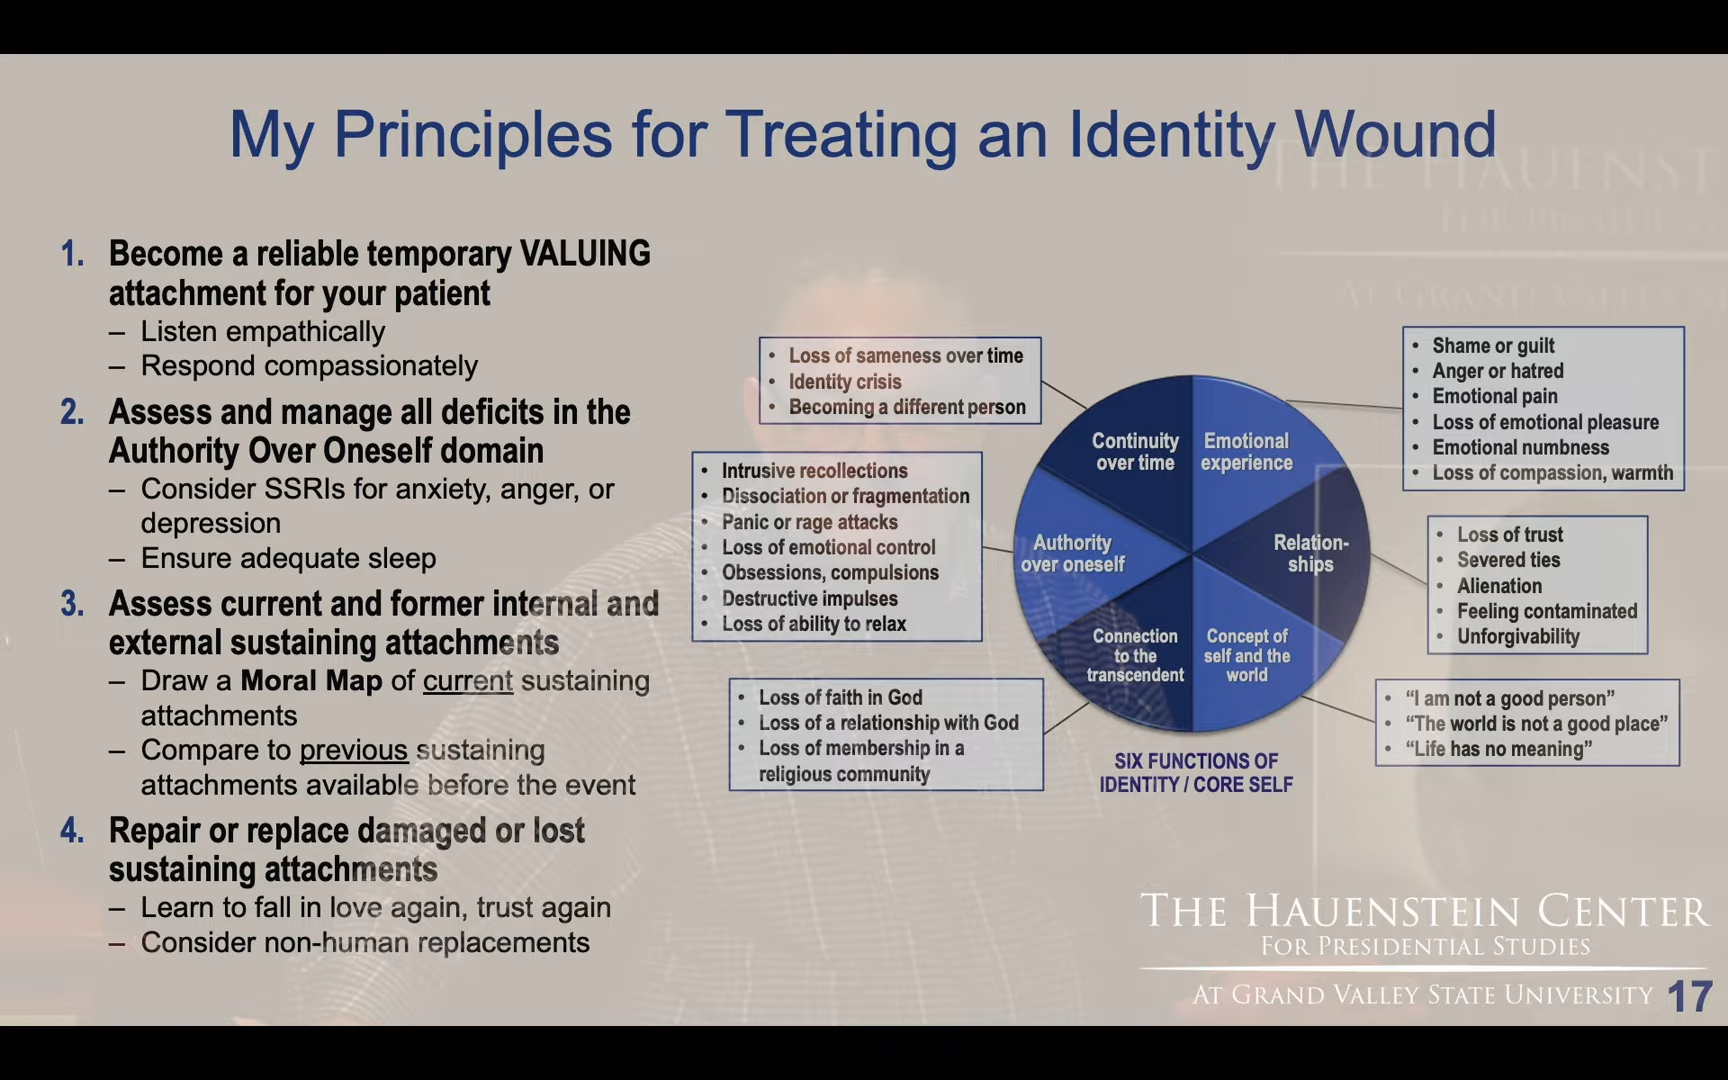 My Principles for Treating an Identity Wound
1. Become a reliable temporary VALUING
attachment for your patient
– Listen empathically
– Respond compassionately
2. Assess and manage all deficits in the
Authority Over Oneself domain
– Consider SSRIs for anxiety, anger, or
depression
– Ensure adequate sleep
3. Assess current and former internal and
external sustaining attachments
– Draw a Moral Map of current sustaining
attachments
– Compare to previous sustaining
attachments available before the event
4. Repair or replace damaged or lost
sustaining attachments
– Learn to fall in love again, trust again
– Consider non-human replacements
• Loss of sameness over time
• Identity crisis
• Becoming a different person
• Intrusive recollections
• Dissociation or fragmentation
• Panic or rage attacks
• Loss of emotional control
• Obsessions, compulsions
• Destructive impulses
• Loss of ability to relax
• Loss of faith in God
• Loss of a relationship with God
• Loss of membership in a
religious community
Continuity
over time
Emotional
experience
Authority
over oneself
Relation-
ships
Connection
to the
transcendent
Concept of
self and the
world
SIX FUNCTIONS OF
IDENTITY / CORE SELF
• Shame or guilt
• Anger or hatred
• Emotional pain
• Loss of emotional pleasure
• Emotional numbness
• Loss of compassion, warmth
• Loss of trust
• Severed ties
• Alienation
• Feeling contaminated
• Unforgivability
• “I am not a good person”
• “The world is not a good place”
• “Life has no meaning”
THE HAUENSTEIN CENTER
FOR PRESIDENTIAL STUDIES
AT GRAND VALLEY STATE UNIVERSITY
17
THE HAUENST